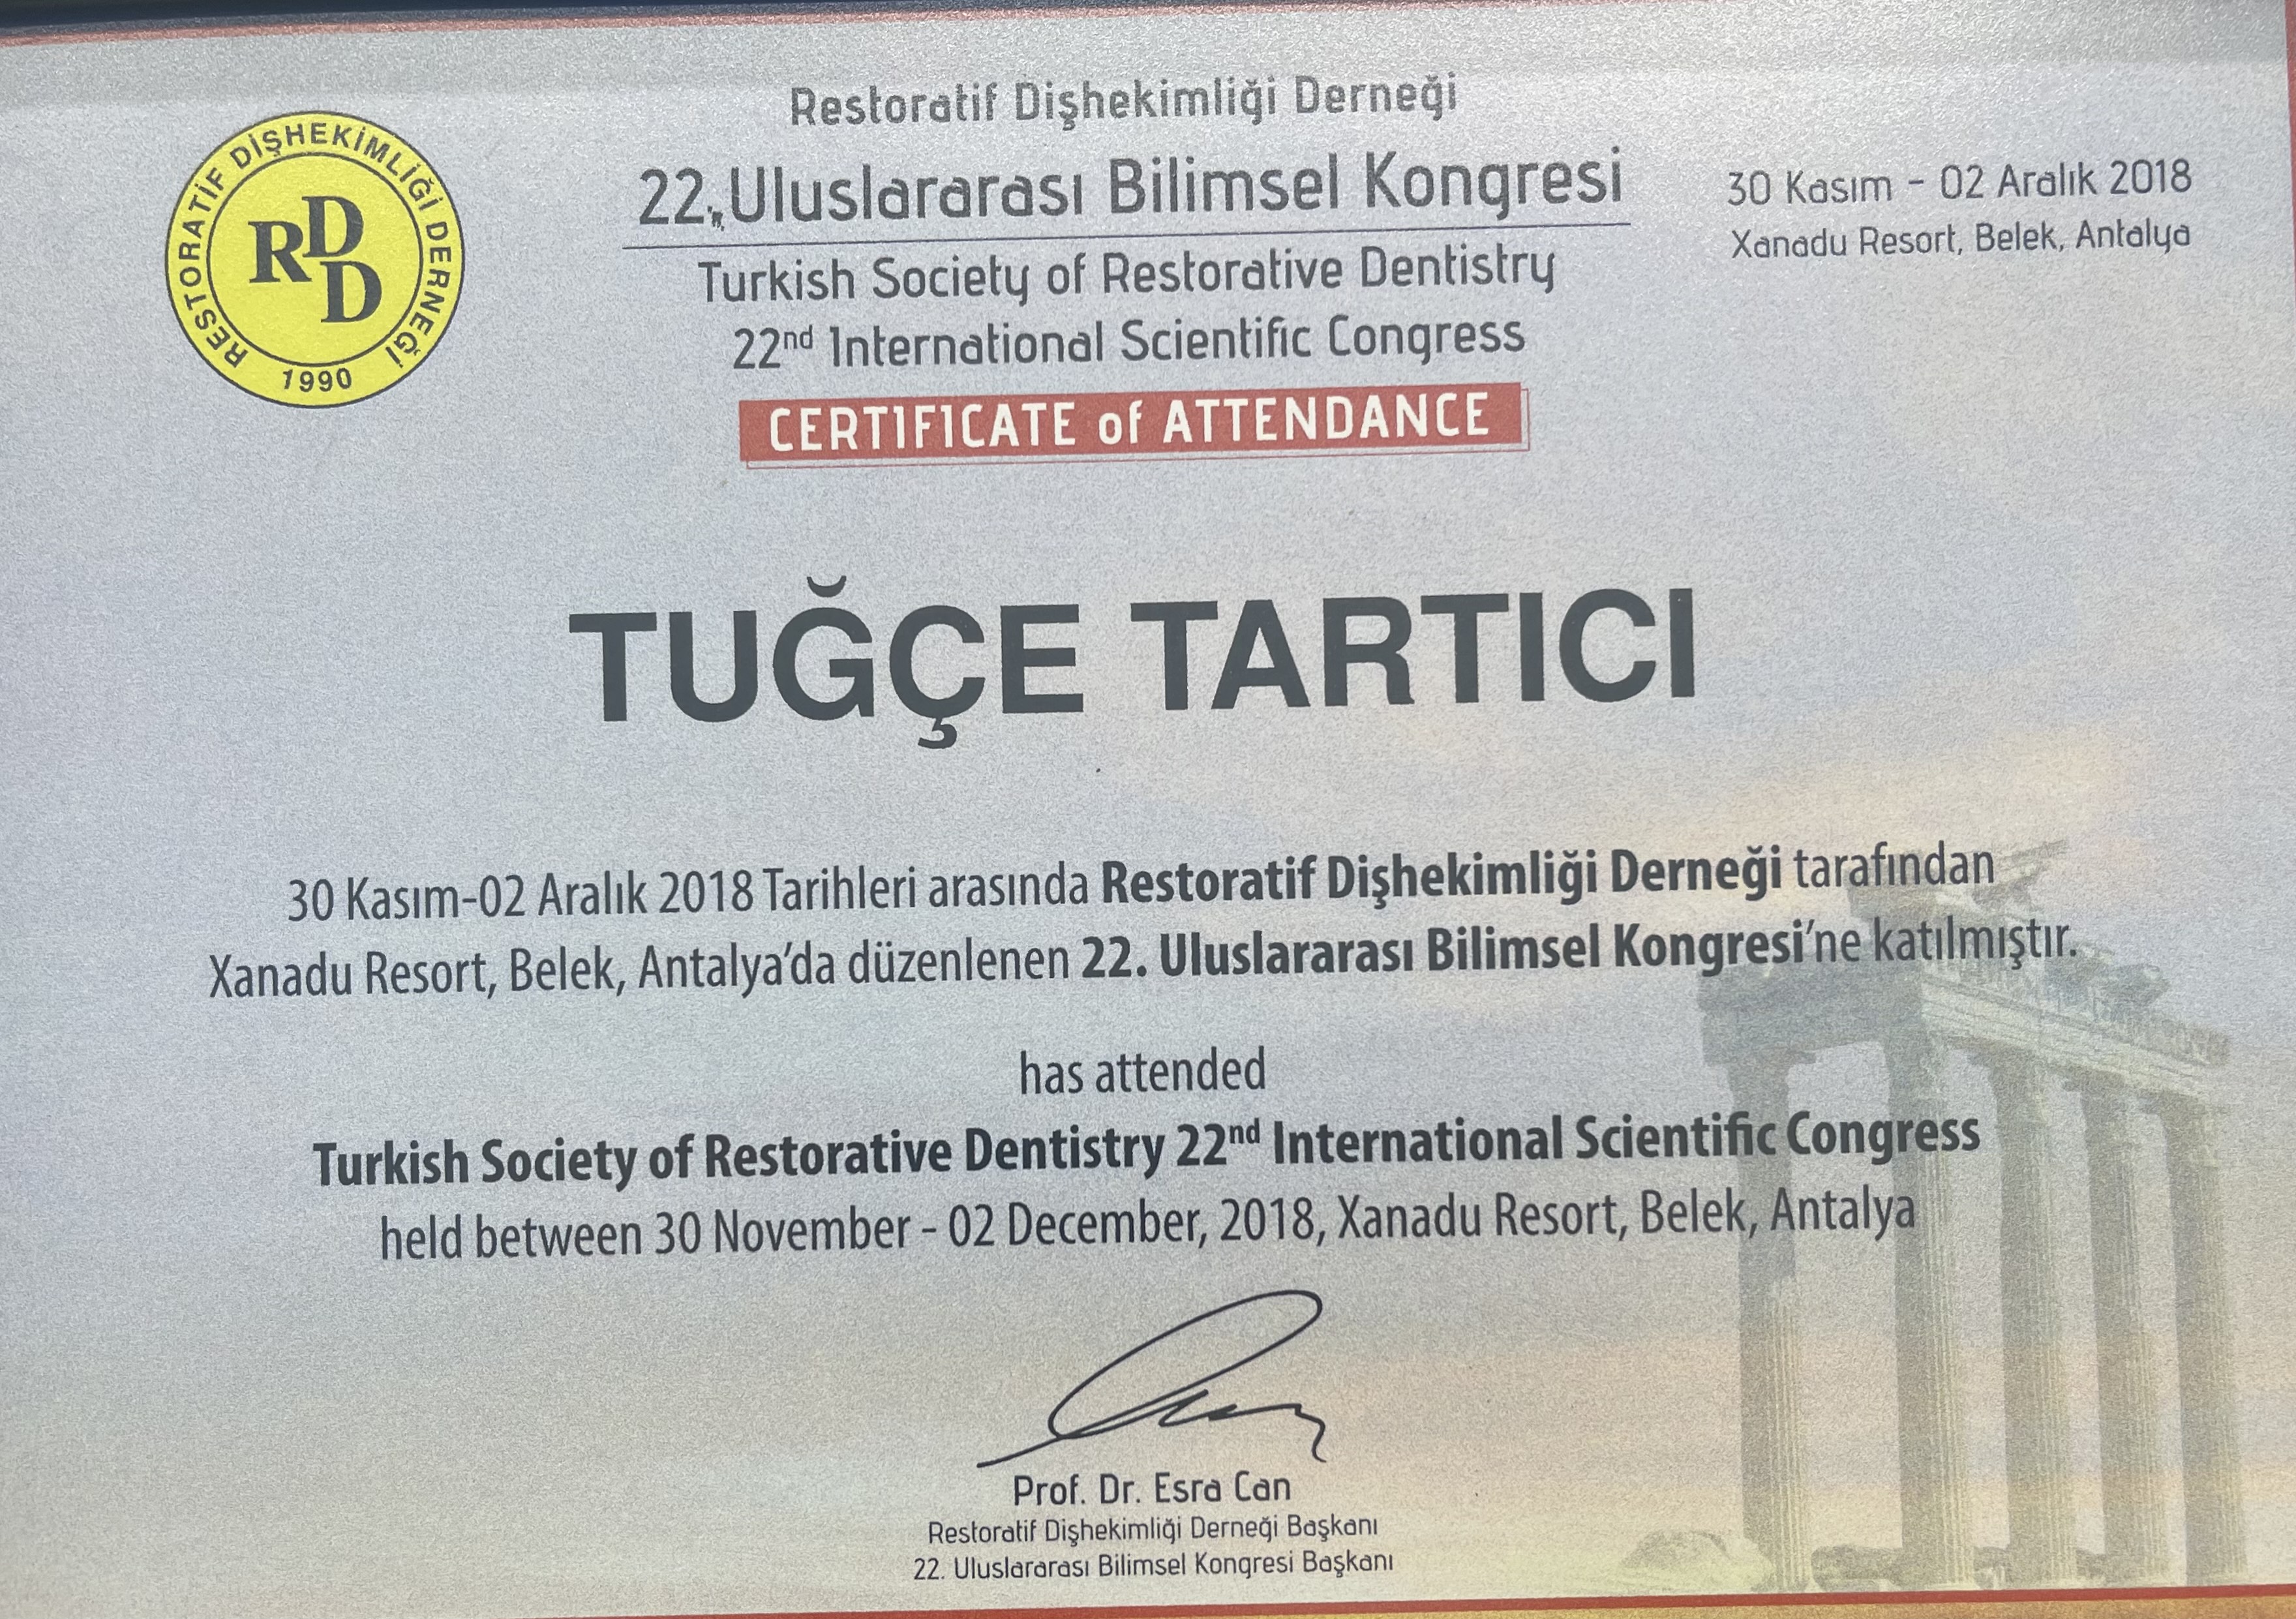 RESTORATİF DİŞHEKİMLİĞİ DERNEĞİ
RDD
1990
Restoratif Dişhekimliği Derneği
22. Uluslararası Bilimsel Kongresi
Turkish Society of Restorative Dentistry
22nd International Scientific Congress
CERTIFICATE of ATTENDANCE
30 Kasım - 02 Aralık 2018
Xanadu Resort, Belek, Antalya
TUĞÇE TARTICI
30 Kasım-02 Aralık 2018 Tarihleri arasında Restoratif Dişhekimliği Derneği tarafından
Xanadu Resort, Belek, Antalya'da düzenlenen 22. Uluslararası Bilimsel Kongresi'ne katılmıştır.
has attended
Turkish Society of Restorative Dentistry 22nd International Scientific Congress
held between 30 November - 02 December, 2018, Xanadu Resort, Belek, Antalya
Prof. Dr. Esra Can
Restoratif Dişhekimliği Derneği Başkanı
22. Uluslararası Bilimsel Kongresi Başkanı